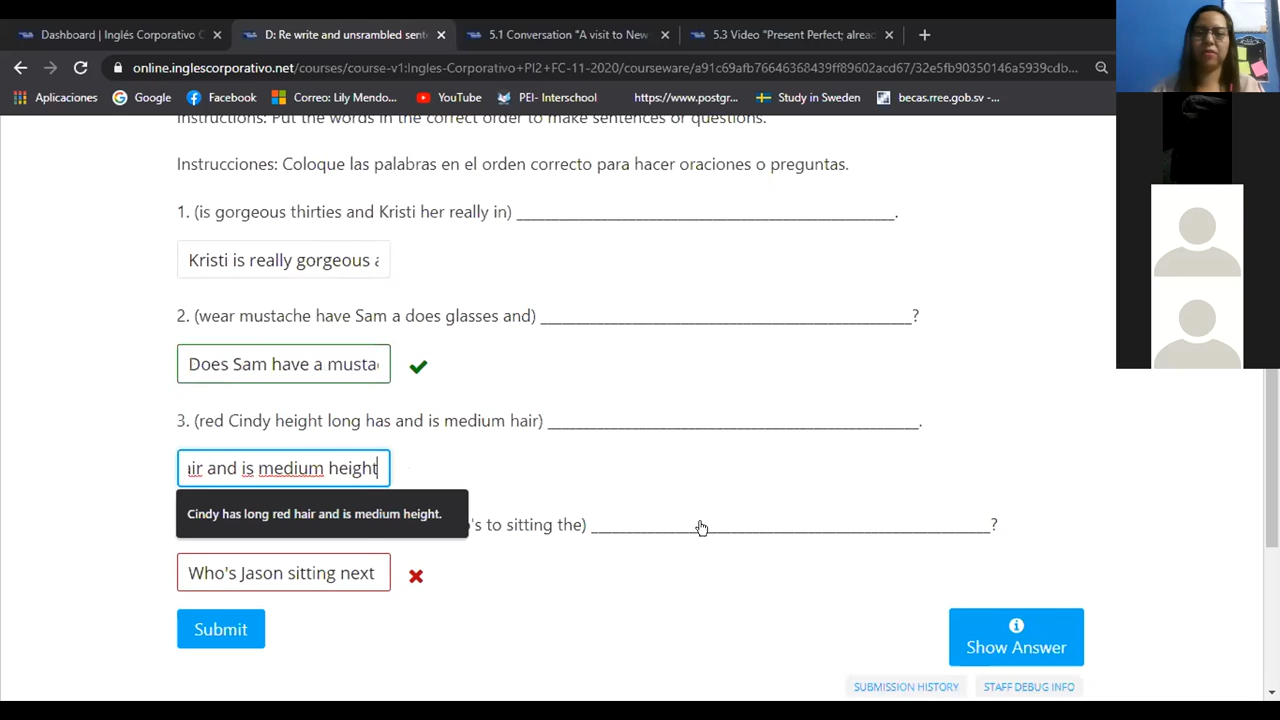 Dashboard | Inglés Corporativo C
D: Re write and unsrambled sent
5.1 Conversation "A visit to New
5.3 Video "Present Perfect; alrea
online.inglescorporativo.net/courses/course-v1:Ingles-Corporativo+PI2+FC-11-2020/courseware/a91c69afb76646368439ff89602acd67/32e5fb90350146a5939cdb...
Aplicaciones
Google
Facebook
Correo: Lily Mendo...
YouTube
PEI- Interschool
https://www.postgr...
Study in Sweden
becas.rree.gob.sv -...
Instructions: Put the words in the correct order to make sentences or questions.
Instrucciones: Coloque las palabras en el orden correcto para hacer oraciones o preguntas.
1. (is gorgeous thirties and Kristi her really in) ______________________________________.
Kristi is really gorgeous a
2. (wear mustache have Sam a does glasses and) ______________________________________?
Does Sam have a musta
3. (red Cindy height long has and is medium hair) ______________________________________.
air and is medium height
Cindy has long red hair and is medium height.
's to sitting the) ______________________________________?
Who's Jason sitting next
Submit
Show Answer
SUBMISSION HISTORY
STAFF DEBUG INFO